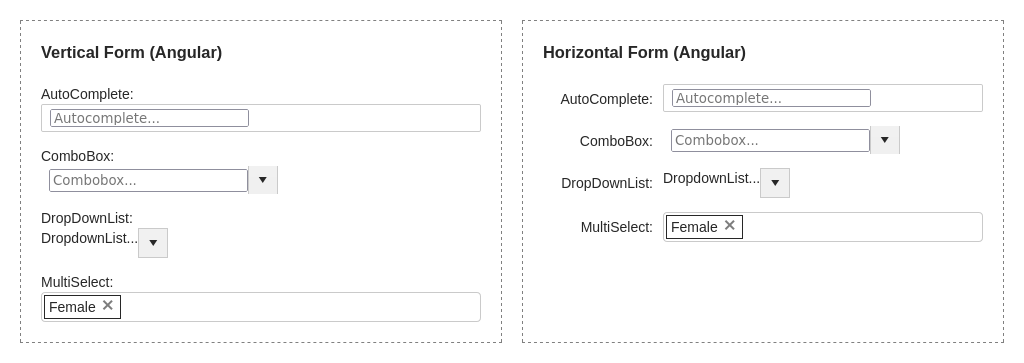 Vertical Form (Angular)
AutoComplete:
Autocomplete...
ComboBox:
Combobox...
DropDownList:
DropdownList...
MultiSelect:
Female ✕
Horizontal Form (Angular)
AutoComplete: Autocomplete...
ComboBox: Combobox...
DropDownList: DropdownList...
MultiSelect: Female ✕